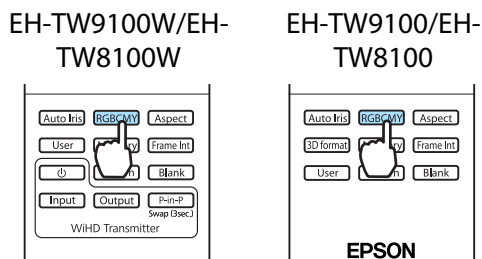 EH-TW9100W/EH-
TW8100W
Auto Iris RGBCMY Aspect
User Frame Int
Blank
Input Output P-in-P
Swap (3sec.)
WiHD Transmitter
EH-TW9100/EH-
TW8100
Auto Iris RGBCMY Aspect
3D format Frame Int
User Blank
EPSON